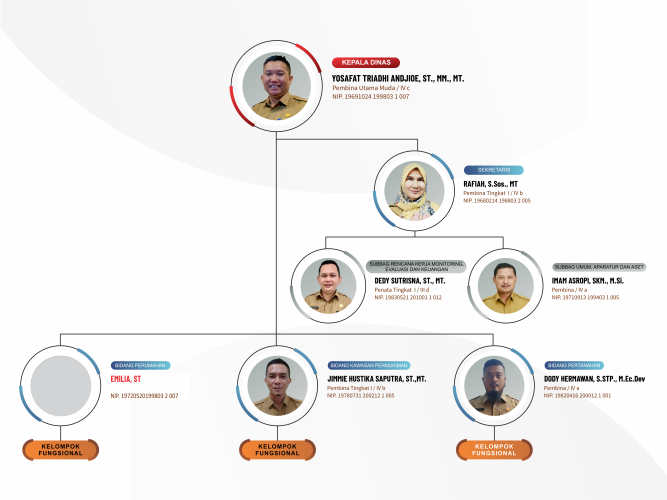 KEPALA DINAS
YOSAFAT TRIADHI ANDJIOE, ST., MM., MT.
Pembina Utama Muda / IV c
NIP. 19691024 199803 1 007
SEKRETARIS
RAFIAH, S.Sos., MT
Pembina Tingkat I / IV b
NIP. 19680214 198803 2 005
SUBBAG RENCANA KERJA MONITORING,
EVALUASI DAN KEUANGAN
DEDY SUTRISNA, ST., MT.
Penata Tingkat I / III d
NIP. 19830521 201001 1 012
SUBBAG UMUM, APARATUR DAN ASET
IMAM ASROPI, SKM., M.Si.
Pembina / IV a
NIP. 19710913 199403 1 005
BIDANG PERUMAHAN
EMILIA, ST
NIP. 19720520199803 2 007
KELOMPOK
FUNGSIONAL
BIDANG KAWASAN PERMUKIMAN
JIMMIE HUSTIKA SAPUTRA, ST.,MT.
Pembina Tingkat I / IV b
NIP. 19780731 200212 1 005
KELOMPOK
FUNGSIONAL
BIDANG PERTANAHAN
DODY HERMAWAN, S.STP., M.Ec.Dev
Pembina / IV a
NIP. 19820416 200012 1 001
KELOMPOK
FUNGSIONAL